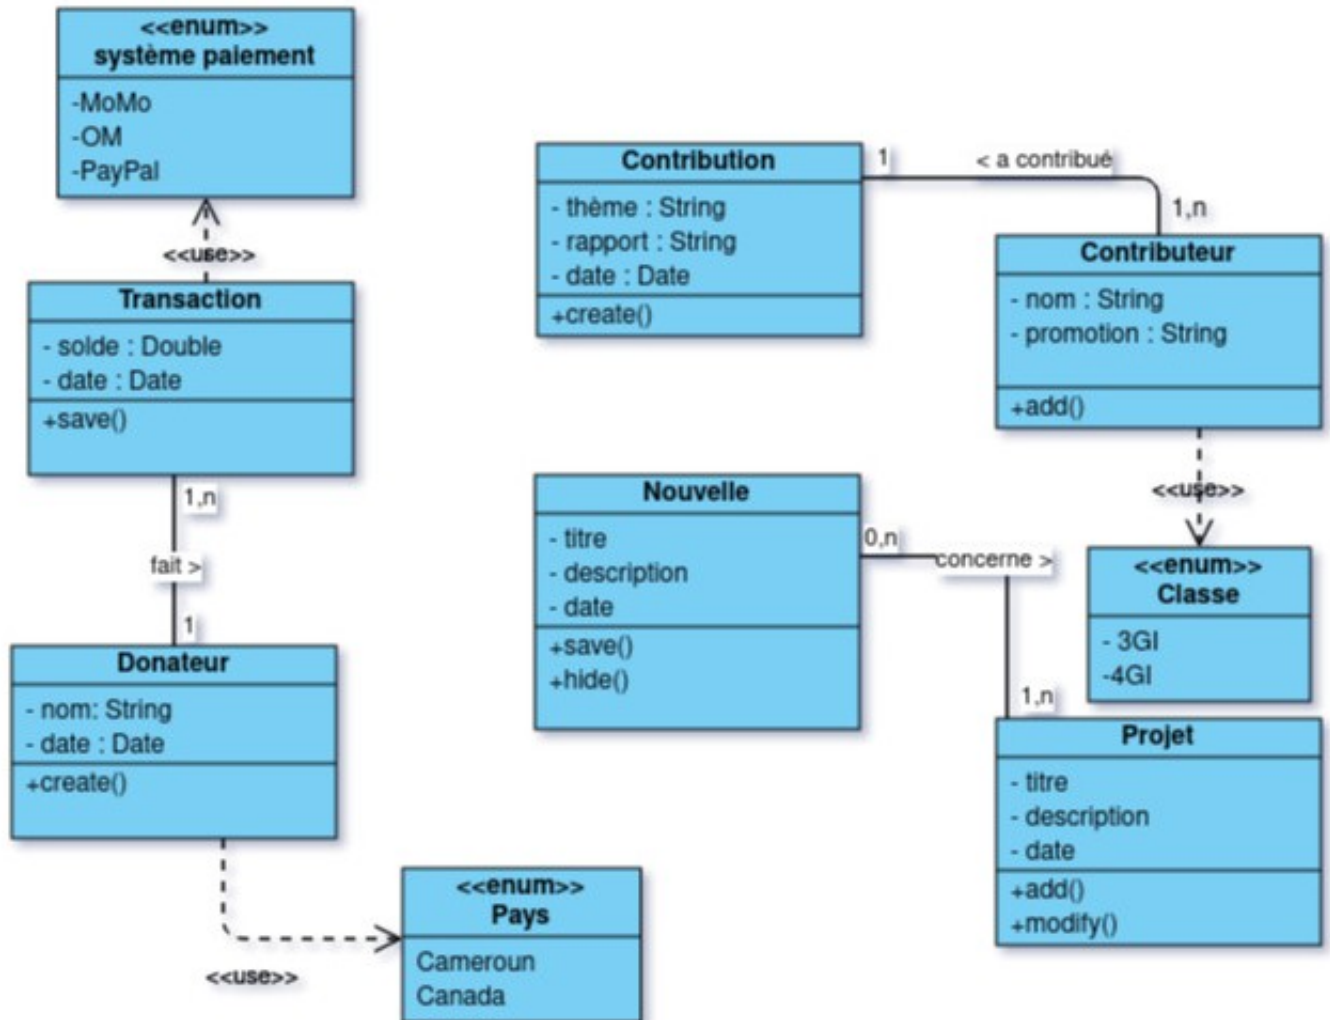 <<enum>>
système paiement
-MoMo
-OM
-PayPal
<<use>>
Transaction
- solde : Double
- date : Date
+save()
1,n
fait >
1
Donateur
- nom: String
- date : Date
+create()
<<use>>
<<enum>>
Pays
Cameroun
Canada
Contribution
- thème : String
- rapport : String
- date : Date
+create()
1
< a contribué
1,n
Contributeur
- nom : String
- promotion : String
+add()
<<use>>
<<enum>>
Classe
- 3GI
-4GI
Nouvelle
- titre
- description
- date
+save()
+hide()
0,n
concerne >
1,n
Projet
- titre
- description
- date
+add()
+modify()